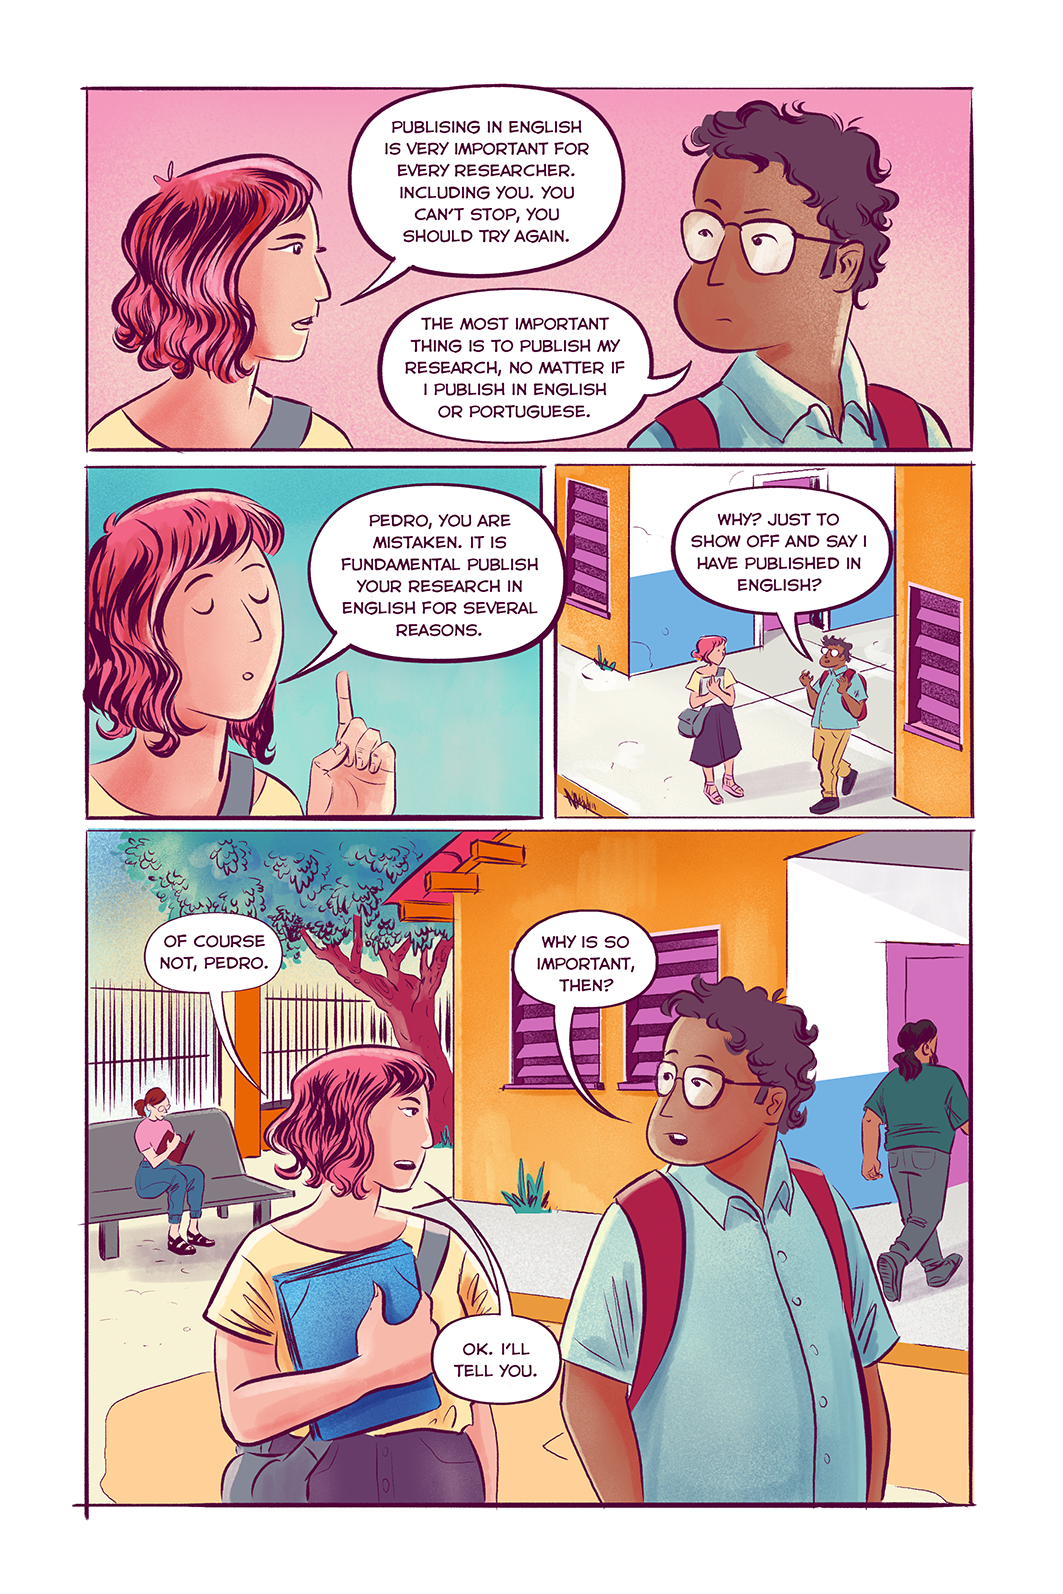 PUBLISING IN ENGLISH
IS VERY IMPORTANT FOR
EVERY RESEARCHER.
INCLUDING YOU. YOU
CAN'T STOP, YOU
SHOULD TRY AGAIN.
THE MOST IMPORTANT
THING IS TO PUBLISH MY
RESEARCH, NO MATTER IF
I PUBLISH IN ENGLISH
OR PORTUGUESE.
PEDRO, YOU ARE
MISTAKEN. IT IS
FUNDAMENTAL PUBLISH
YOUR RESEARCH IN
ENGLISH FOR SEVERAL
REASONS.
WHY? JUST TO
SHOW OFF AND SAY I
HAVE PUBLISHED IN
ENGLISH?
OF COURSE
NOT, PEDRO.
WHY IS SO
IMPORTANT,
THEN?
OK. I'LL
TELL YOU.